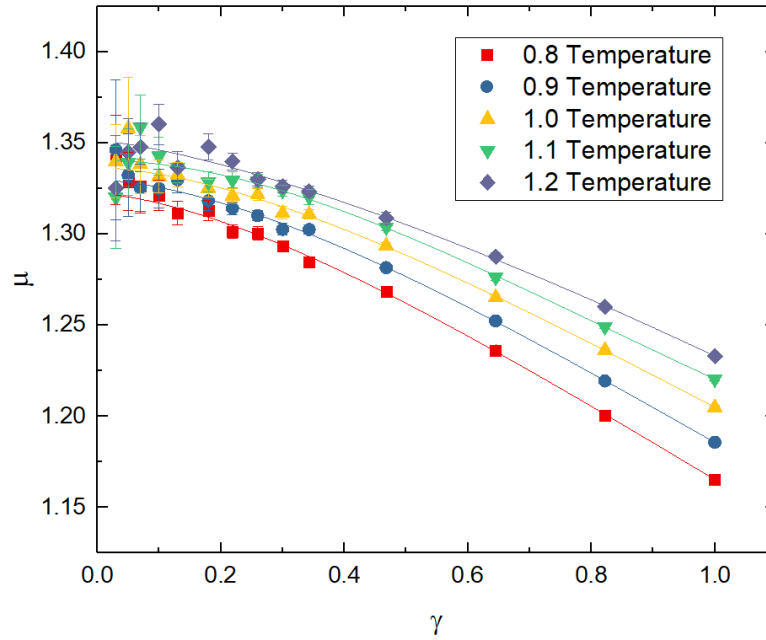 1.40
1.35
1.30
1.25
1.20
1.15
μ
0.8 Temperature
0.9 Temperature
1.0 Temperature
1.1 Temperature
1.2 Temperature
0.0 0.2 0.4 0.6 0.8 1.0
γ